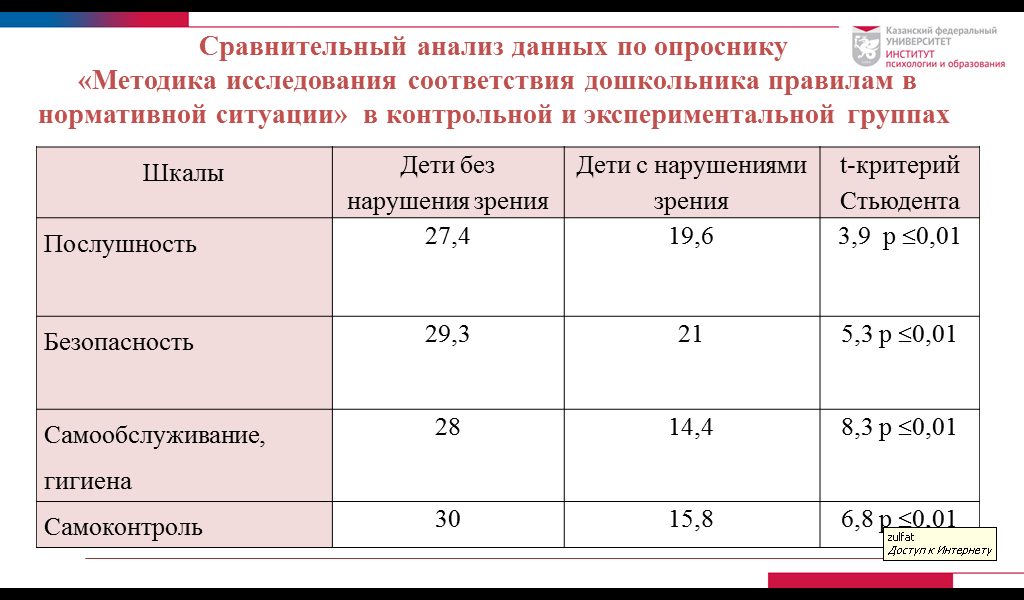 Сравнительный анализ данных по опроснику
«Методика исследования соответствия дошкольника правилам в
нормативной ситуации» в контрольной и экспериментальной группах
Казанский федеральный
УНИВЕРСИТЕТ
ИНСТИТУТ
ПСИХОЛОГИИ И ОБРАЗОВАНИЯ
Шкалы
Дети без
нарушения зрения
Дети с нарушениями
зрения
t-критерий
Стьюдента
Послушность
27,4
19,6
3,9 p ≤0,01
Безопасность
29,3
21
5,3 p ≤0,01
Самообслуживание,
гигиена
28
14,4
8,3 p ≤0,01
Самоконтроль
30
15,8
6,8 p ≤0,01
zulfat
Доступ к Интернету